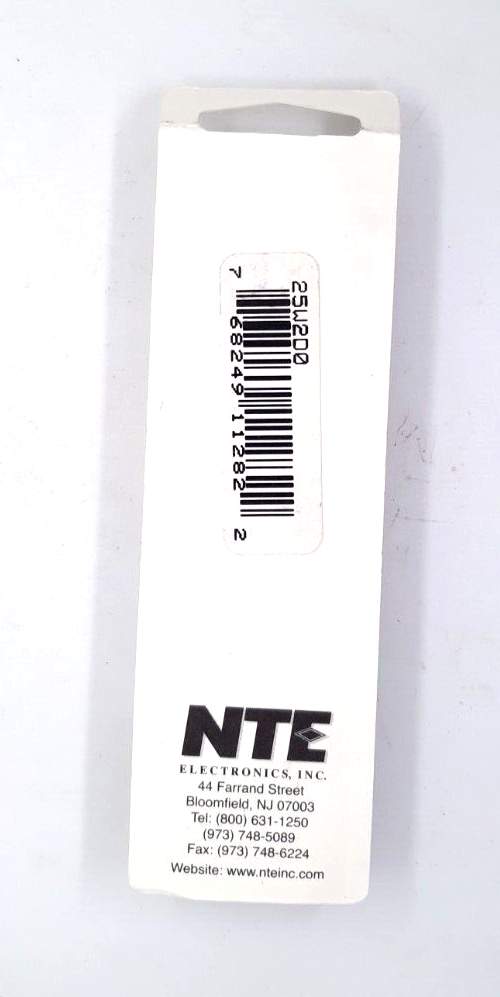 25W2D0
7 68249 11282 2
NTE
ELECTRONICS, INC.
44 Farrand Street
Bloomfield, NJ 07003
Tel: (800) 631-1250
(973) 748-5089
Fax: (973) 748-6224
Website: www.nteinc.com